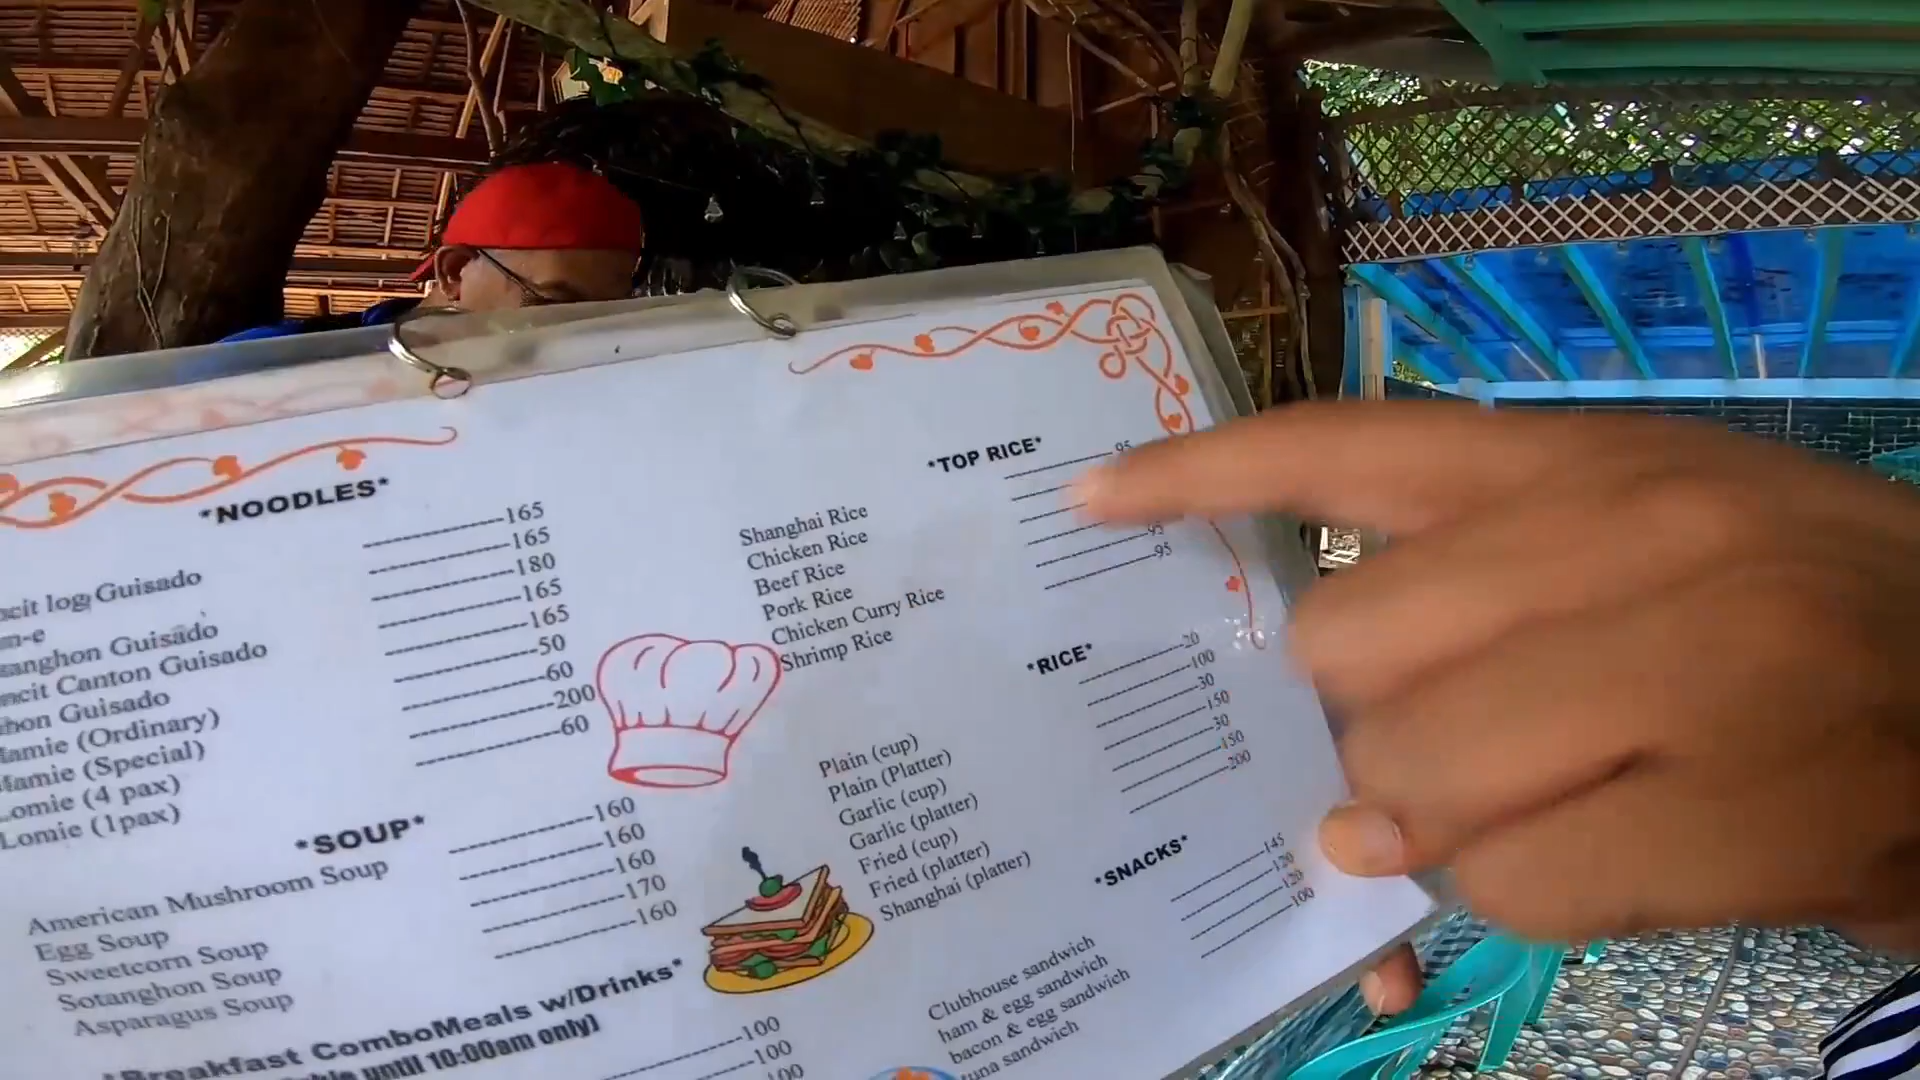 *NOODLES*
Guisado
Guisado
Canton Guisado
Guisado
(Ordinary)
(Special)
Lomie (4 pax)
Lomie (1pax)
165
165
180
165
165
50
60
200
60
*SOUP*
American Mushroom Soup
Egg Soup
Sweetcorn Soup
Sotanghon Soup
Asparagus Soup
160
160
160
170
160
*Breakfast ComboMeals w/Drinks*
until 10:00am only)
100
100
100
*TOP RICE*
Shanghai Rice
Chicken Rice
Beef Rice
Pork Rice
Chicken Curry Rice
Shrimp Rice
95
95
95
*RICE*
Plain (cup)
Plain (Platter)
Garlic (cup)
Garlic (platter)
Fried (cup)
Fried (platter)
Shanghai (platter)
20
100
30
150
30
150
200
*SNACKS*
Clubhouse sandwich
ham & egg sandwich
bacon & egg sandwich
tuna sandwich
145
120
120
100